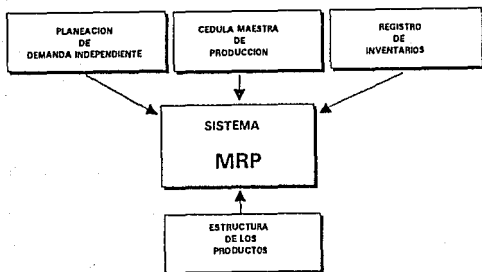 PLANEACION
DE
DEMANDA INDEPENDIENTE
CEDULA MAESTRA
DE
PRODUCCION
REGISTRO
DE
INVENTARIOS
SISTEMA
MRP
ESTRUCTURA
DE LOS
PRODUCTOS